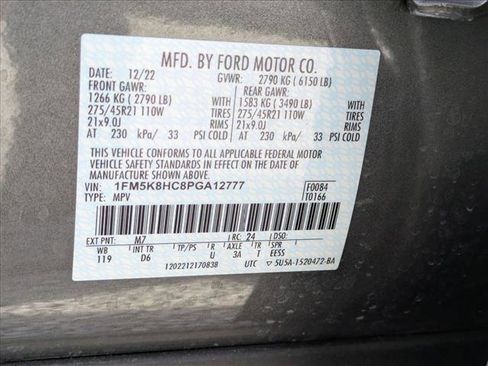 MFD. BY FORD MOTOR CO.
DATE: 12/22 GVWR: 2790 KG ( 6150 LB)
FRONT GAWR: REAR GAWR:
1266 KG ( 2790 LB) WITH 1583 KG ( 3490 LB) WITH
275/45R21 110W TIRES 275/45R21 110W TIRES
21x9.0J RIMS 21x9.0J RIMS
AT 230 kPa/ 33 PSI COLD AT 230 kPa/ 33 PSI COLD
THIS VEHICLE CONFORMS TO ALL APPLICABLE FEDERAL MOTOR
VEHICLE SAFETY STANDARDS IN EFFECT ON THE DATE OF
MANUFACTURE SHOWN ABOVE.
VIN: 1FM5K8HC8PGA12777 F0084
TYPE: MPV T0166
EXT PNT: M7 RC: 24 DSO:
WB INT TR TP/PS R AXLE TR SPR
119 D6 U 3A T EESS
1202212170838 UTC ▽ 5U5A-1520472-BA